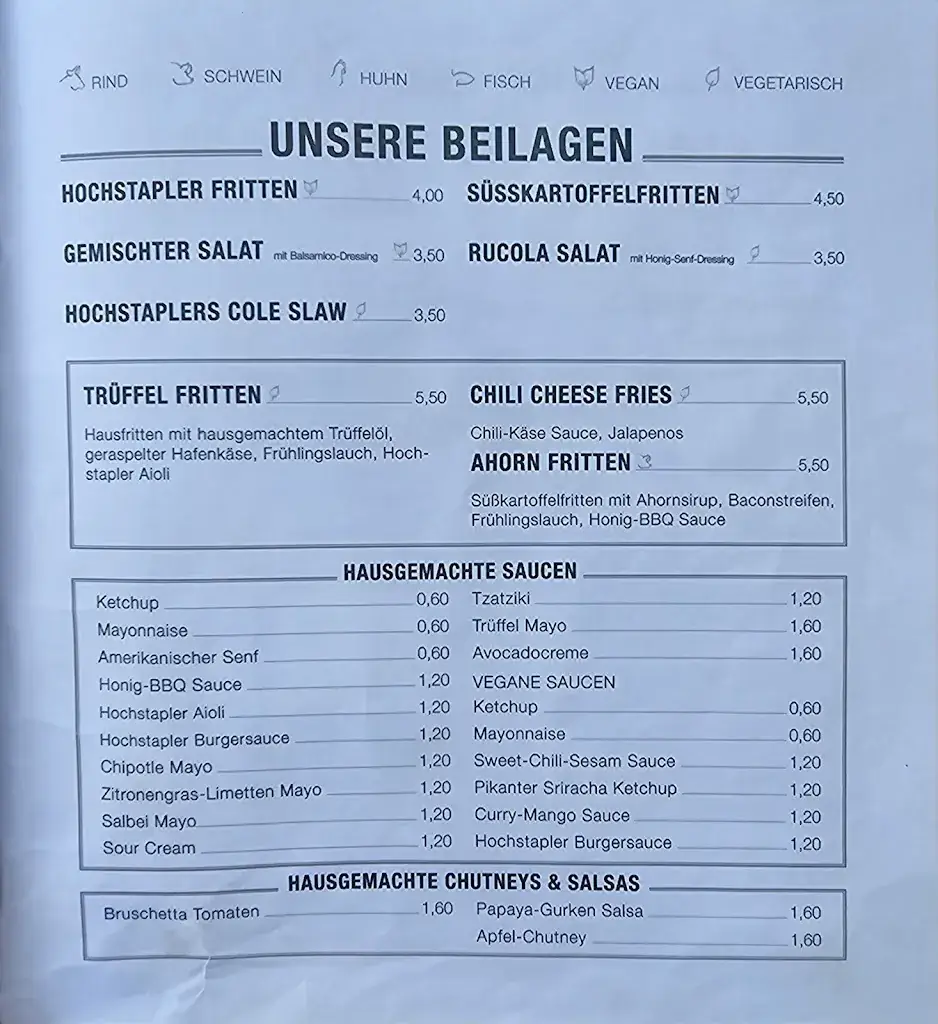 RIND SCHWEIN HUHN FISCH VEGAN VEGETARISCH
UNSERE BEILAGEN
HOCHSTAPLER FRITTEN 4,00
SÜSSKARTOFFELFRITTEN 4,50
GEMISCHTER SALAT mit Balsamico-Dressing 3,50
RUCOLA SALAT mit Honig-Senf-Dressing 3,50
HOCHSTAPLERS COLE SLAW 3,50
TRÜFFEL FRITTEN 5,50
Hausfritten mit hausgemachtem Trüffelöl,
geraspelter Hafenkäse, Frühlingslauch, Hoch-
stapler Aioli
CHILI CHEESE FRIES 5,50
Chili-Käse Sauce, Jalapenos
AHORN FRITTEN 5,50
Süßkartoffelfritten mit Ahornsirup, Baconstreifen,
Frühlingslauch, Honig-BBQ Sauce
HAUSGEMACHTE SAUCEN
Ketchup 0,60
Mayonnaise 0,60
Amerikanischer Senf 0,60
Honig-BBQ Sauce 1,20
Hochstapler Aioli 1,20
Hochstapler Burgersauce 1,20
Chipotle Mayo 1,20
Zitronengras-Limetten Mayo 1,20
Salbei Mayo 1,20
Sour Cream 1,20
Tzatziki 1,20
Trüffel Mayo 1,60
Avocadocreme 1,60
VEGANE SAUCEN
Ketchup 0,60
Mayonnaise 0,60
Sweet-Chili-Sesam Sauce 1,20
Pikanter Sriracha Ketchup 1,20
Curry-Mango Sauce 1,20
Hochstapler Burgersauce 1,20
HAUSGEMACHTE CHUTNEYS & SALSAS
Bruschetta Tomaten 1,60
Papaya-Gurken Salsa 1,60
Apfel-Chutney 1,60